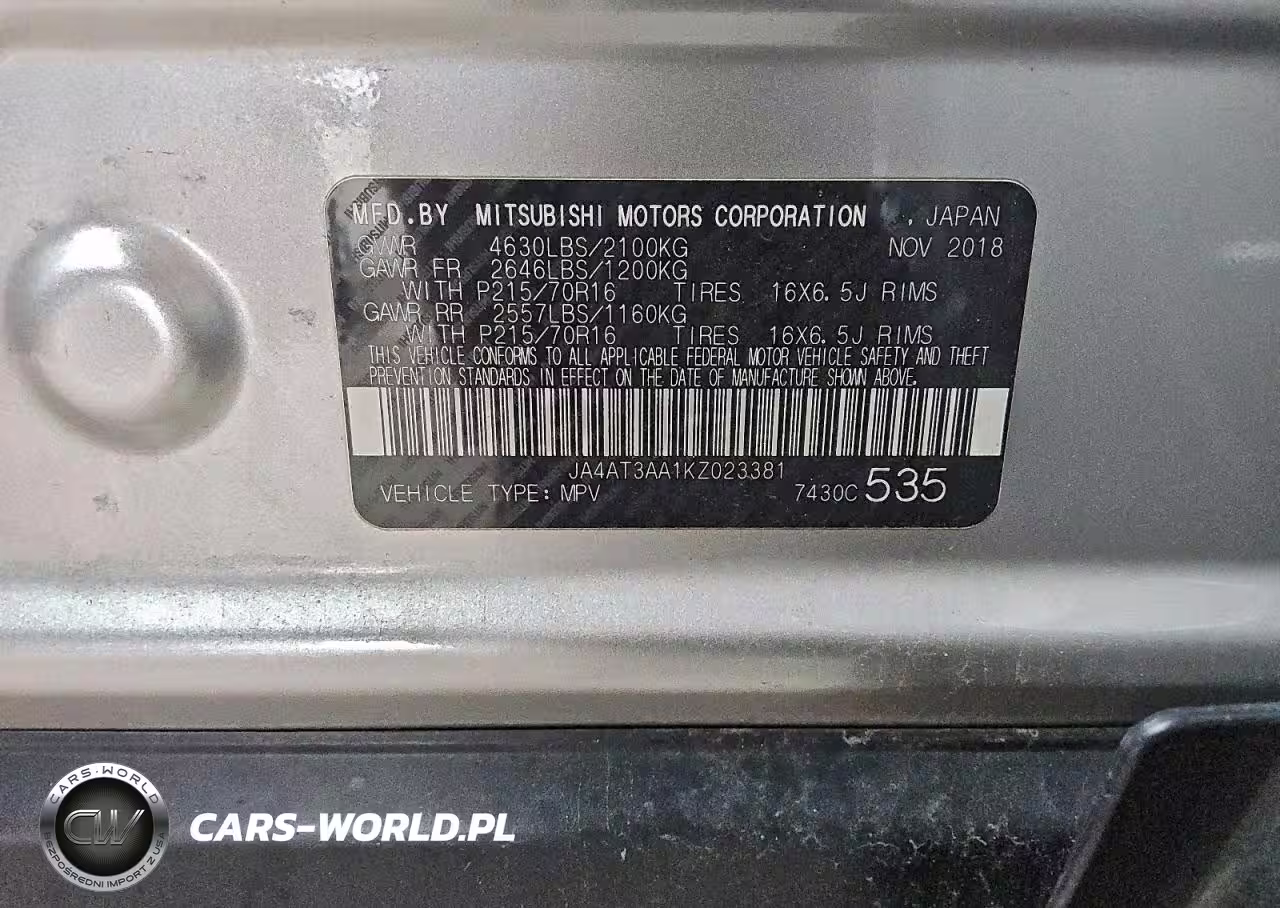 MFD.BY MITSUBISHI MOTORS CORPORATION , JAPAN
GVWR 4630LBS/2100KG NOV 2018
GAWR FR 2646LBS/1200KG
WITH P215/70R16 TIRES 16X6.5J RIMS
GAWR RR 2557LBS/1160KG
WITH P215/70R16 TIRES 16X6.5J RIMS
THIS VEHICLE CONFORMS TO ALL APPLICABLE FEDERAL MOTOR VEHICLE SAFETY AND THEFT
PREVENTION STANDARDS IN EFFECT ON THE DATE OF MANUFACTURE SHOWN ABOVE.
JA4AT3AA1KZ023381
VEHICLE TYPE: MPV 7430C 535
CARS-WORLD
CW
BEZPOŚREDNI IMPORT Z USA
CARS-WORLD.PL